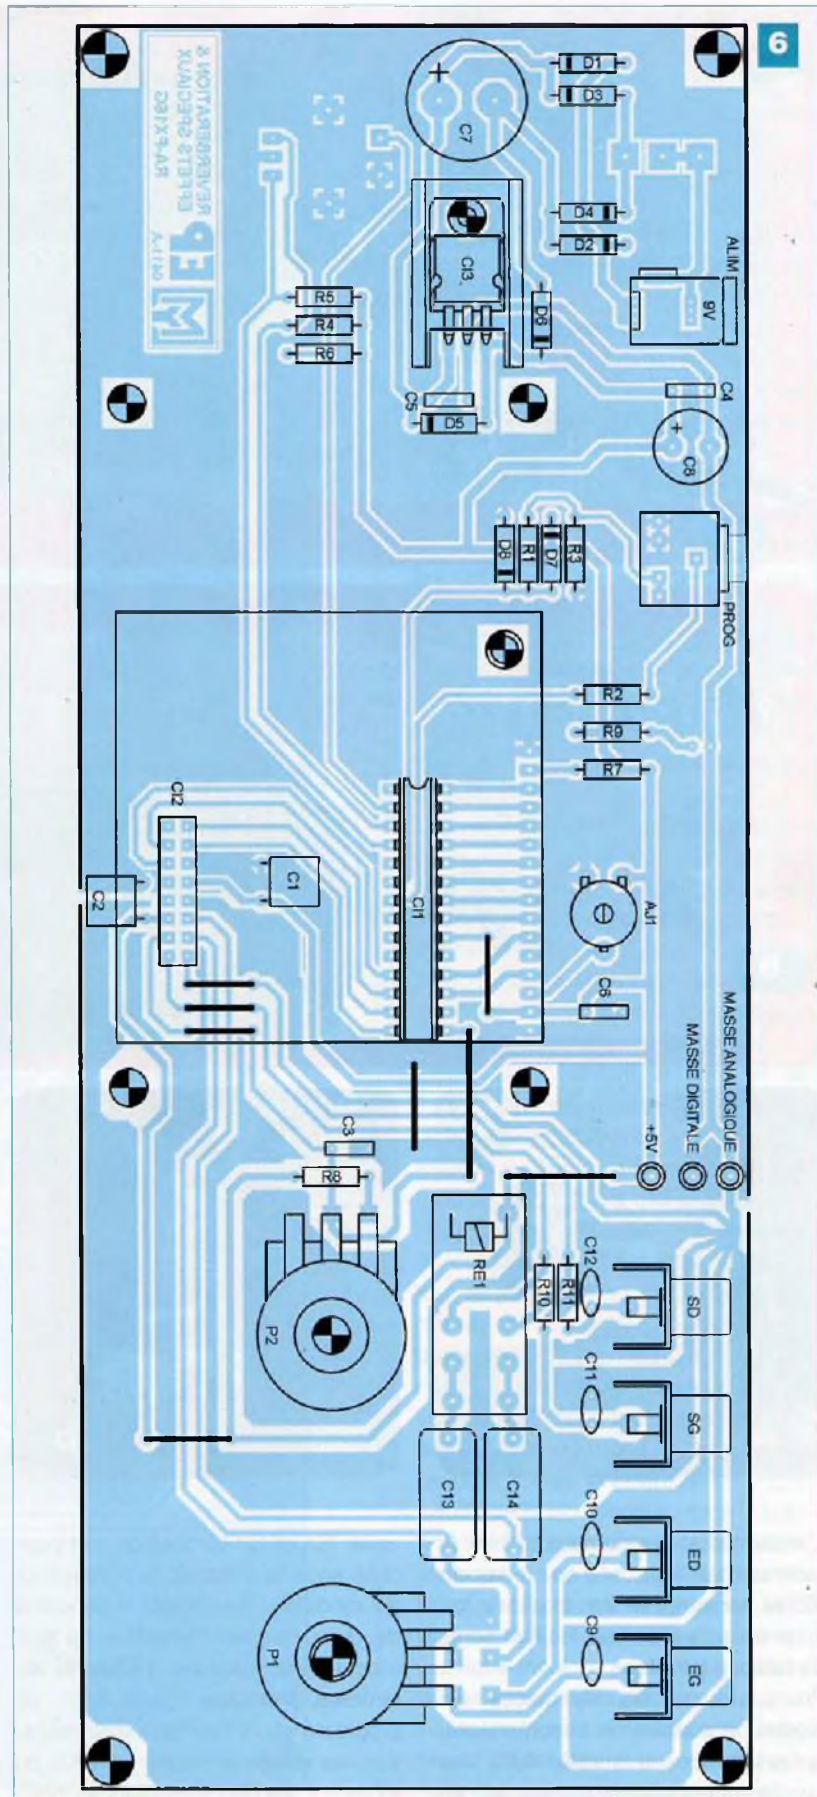 6
REVERBERATION &
EFFETS SPECIAUX
RA-FX16G
EP
M
D1
D3
C7
D4
D2
ALIM
9V
CI3
D6
R5
R4
R6
C5
D5
C4
C8
D8
R1
D7
R3
PROG
R2
R9
R7
CI2
C1
C2
CI1
AJ1
C6
MASSE ANALOGIQUE
MASSE DIGITALE
+5V
C3
R8
RE1
R10
R11
C12
SD
P2
C11
SG
C13
C14
C10
ED
P1
C9
EG